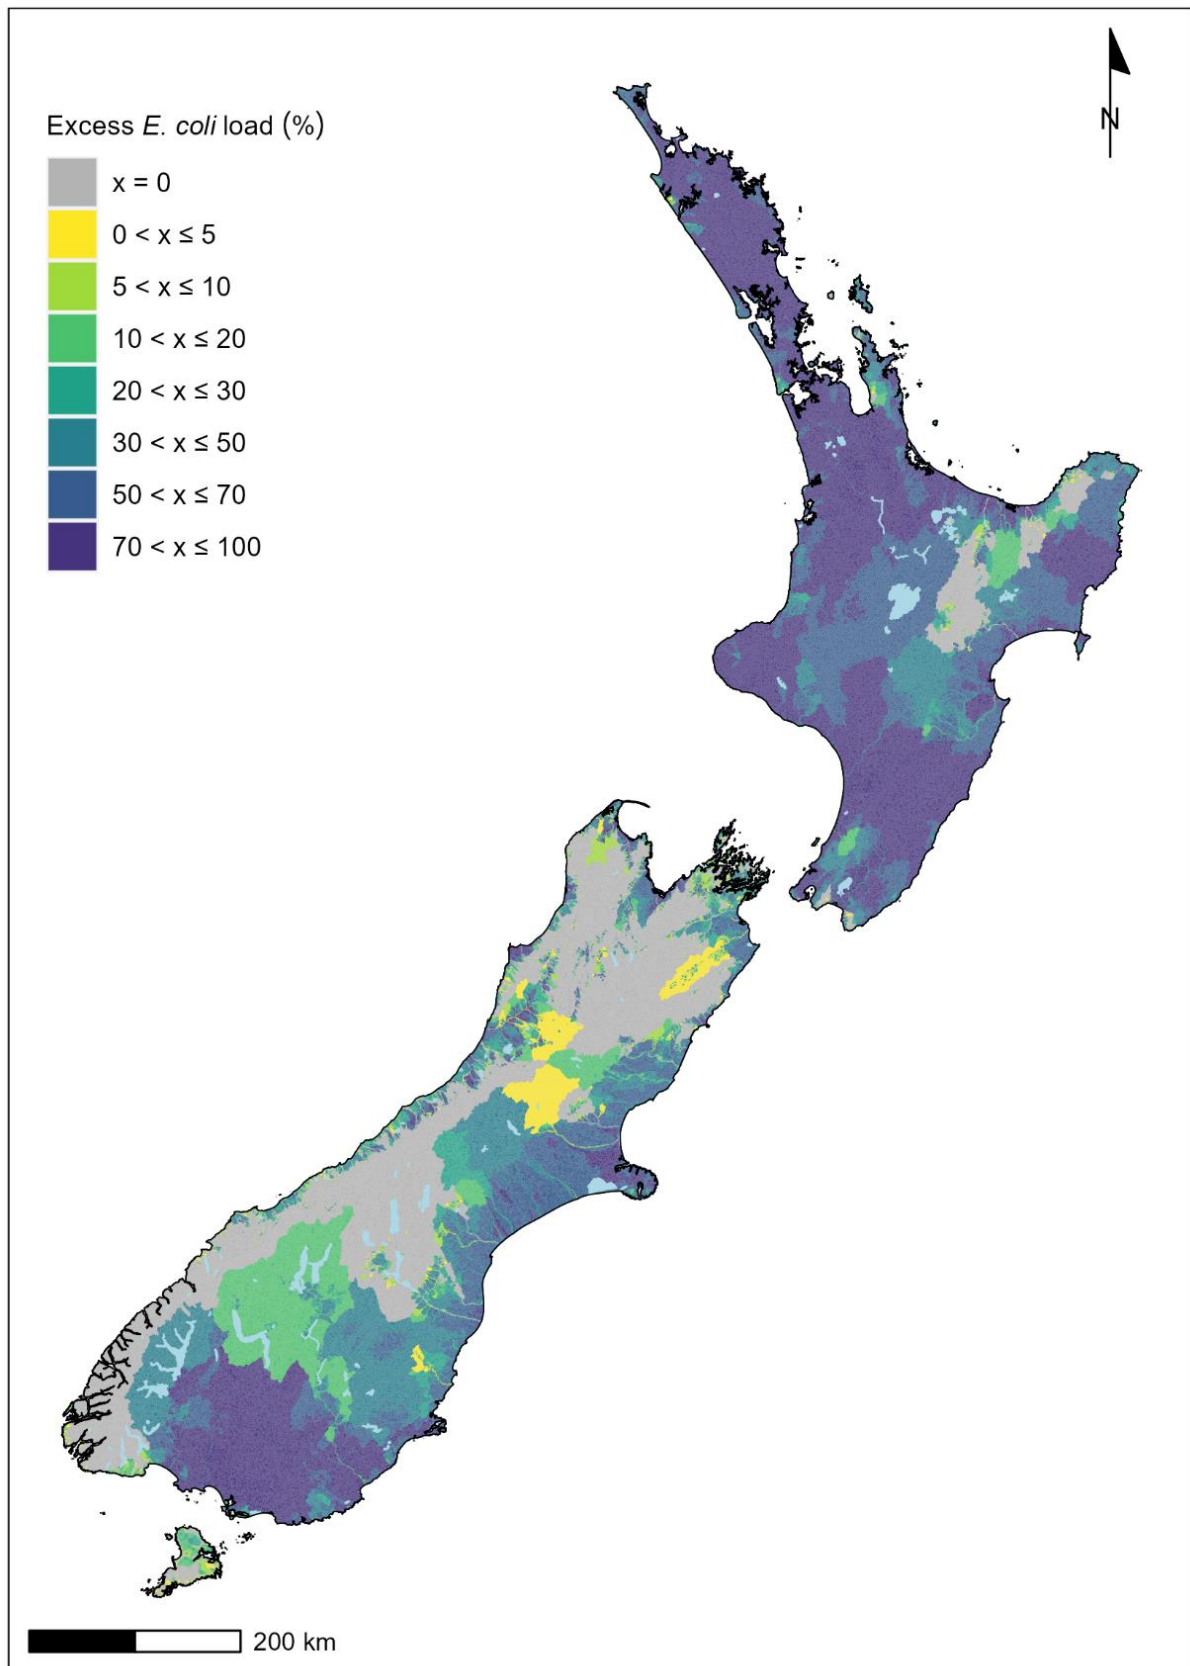 N
Excess E. coli load (%)
x = 0
0 < x ≤ 5
5 < x ≤ 10
10 < x ≤ 20
20 < x ≤ 30
30 < x ≤ 50
50 < x ≤ 70
70 < x ≤ 100
200 km